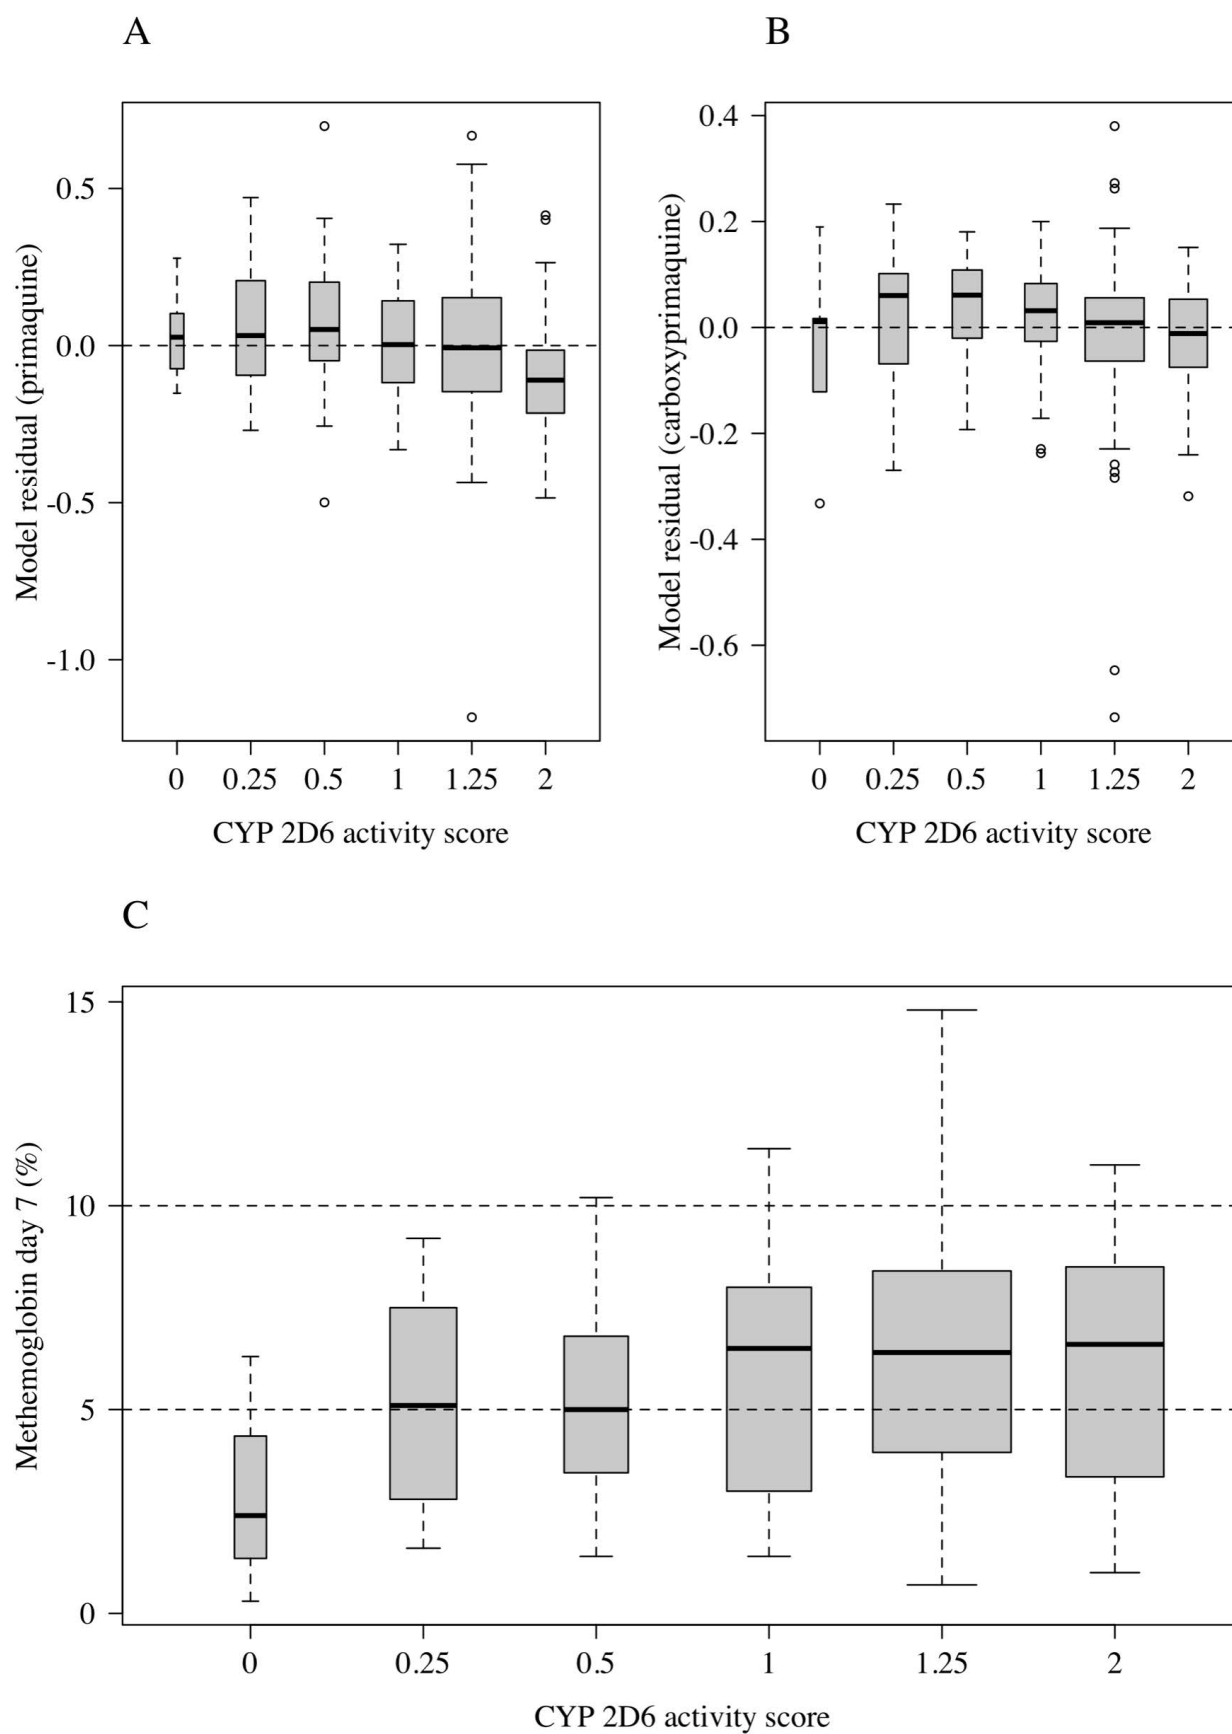 A
Model residual (primaquine)
0.5
0.0
-0.5
-1.0
0 0.25 0.5 1 1.25 2
CYP 2D6 activity score
B
Model residual (carboxyprimaquine)
0.4
0.2
0.0
-0.2
-0.4
-0.6
0 0.25 0.5 1 1.25 2
CYP 2D6 activity score
C
Methemoglobin day 7 (%)
15
10
5
0
0 0.25 0.5 1 1.25 2
CYP 2D6 activity score